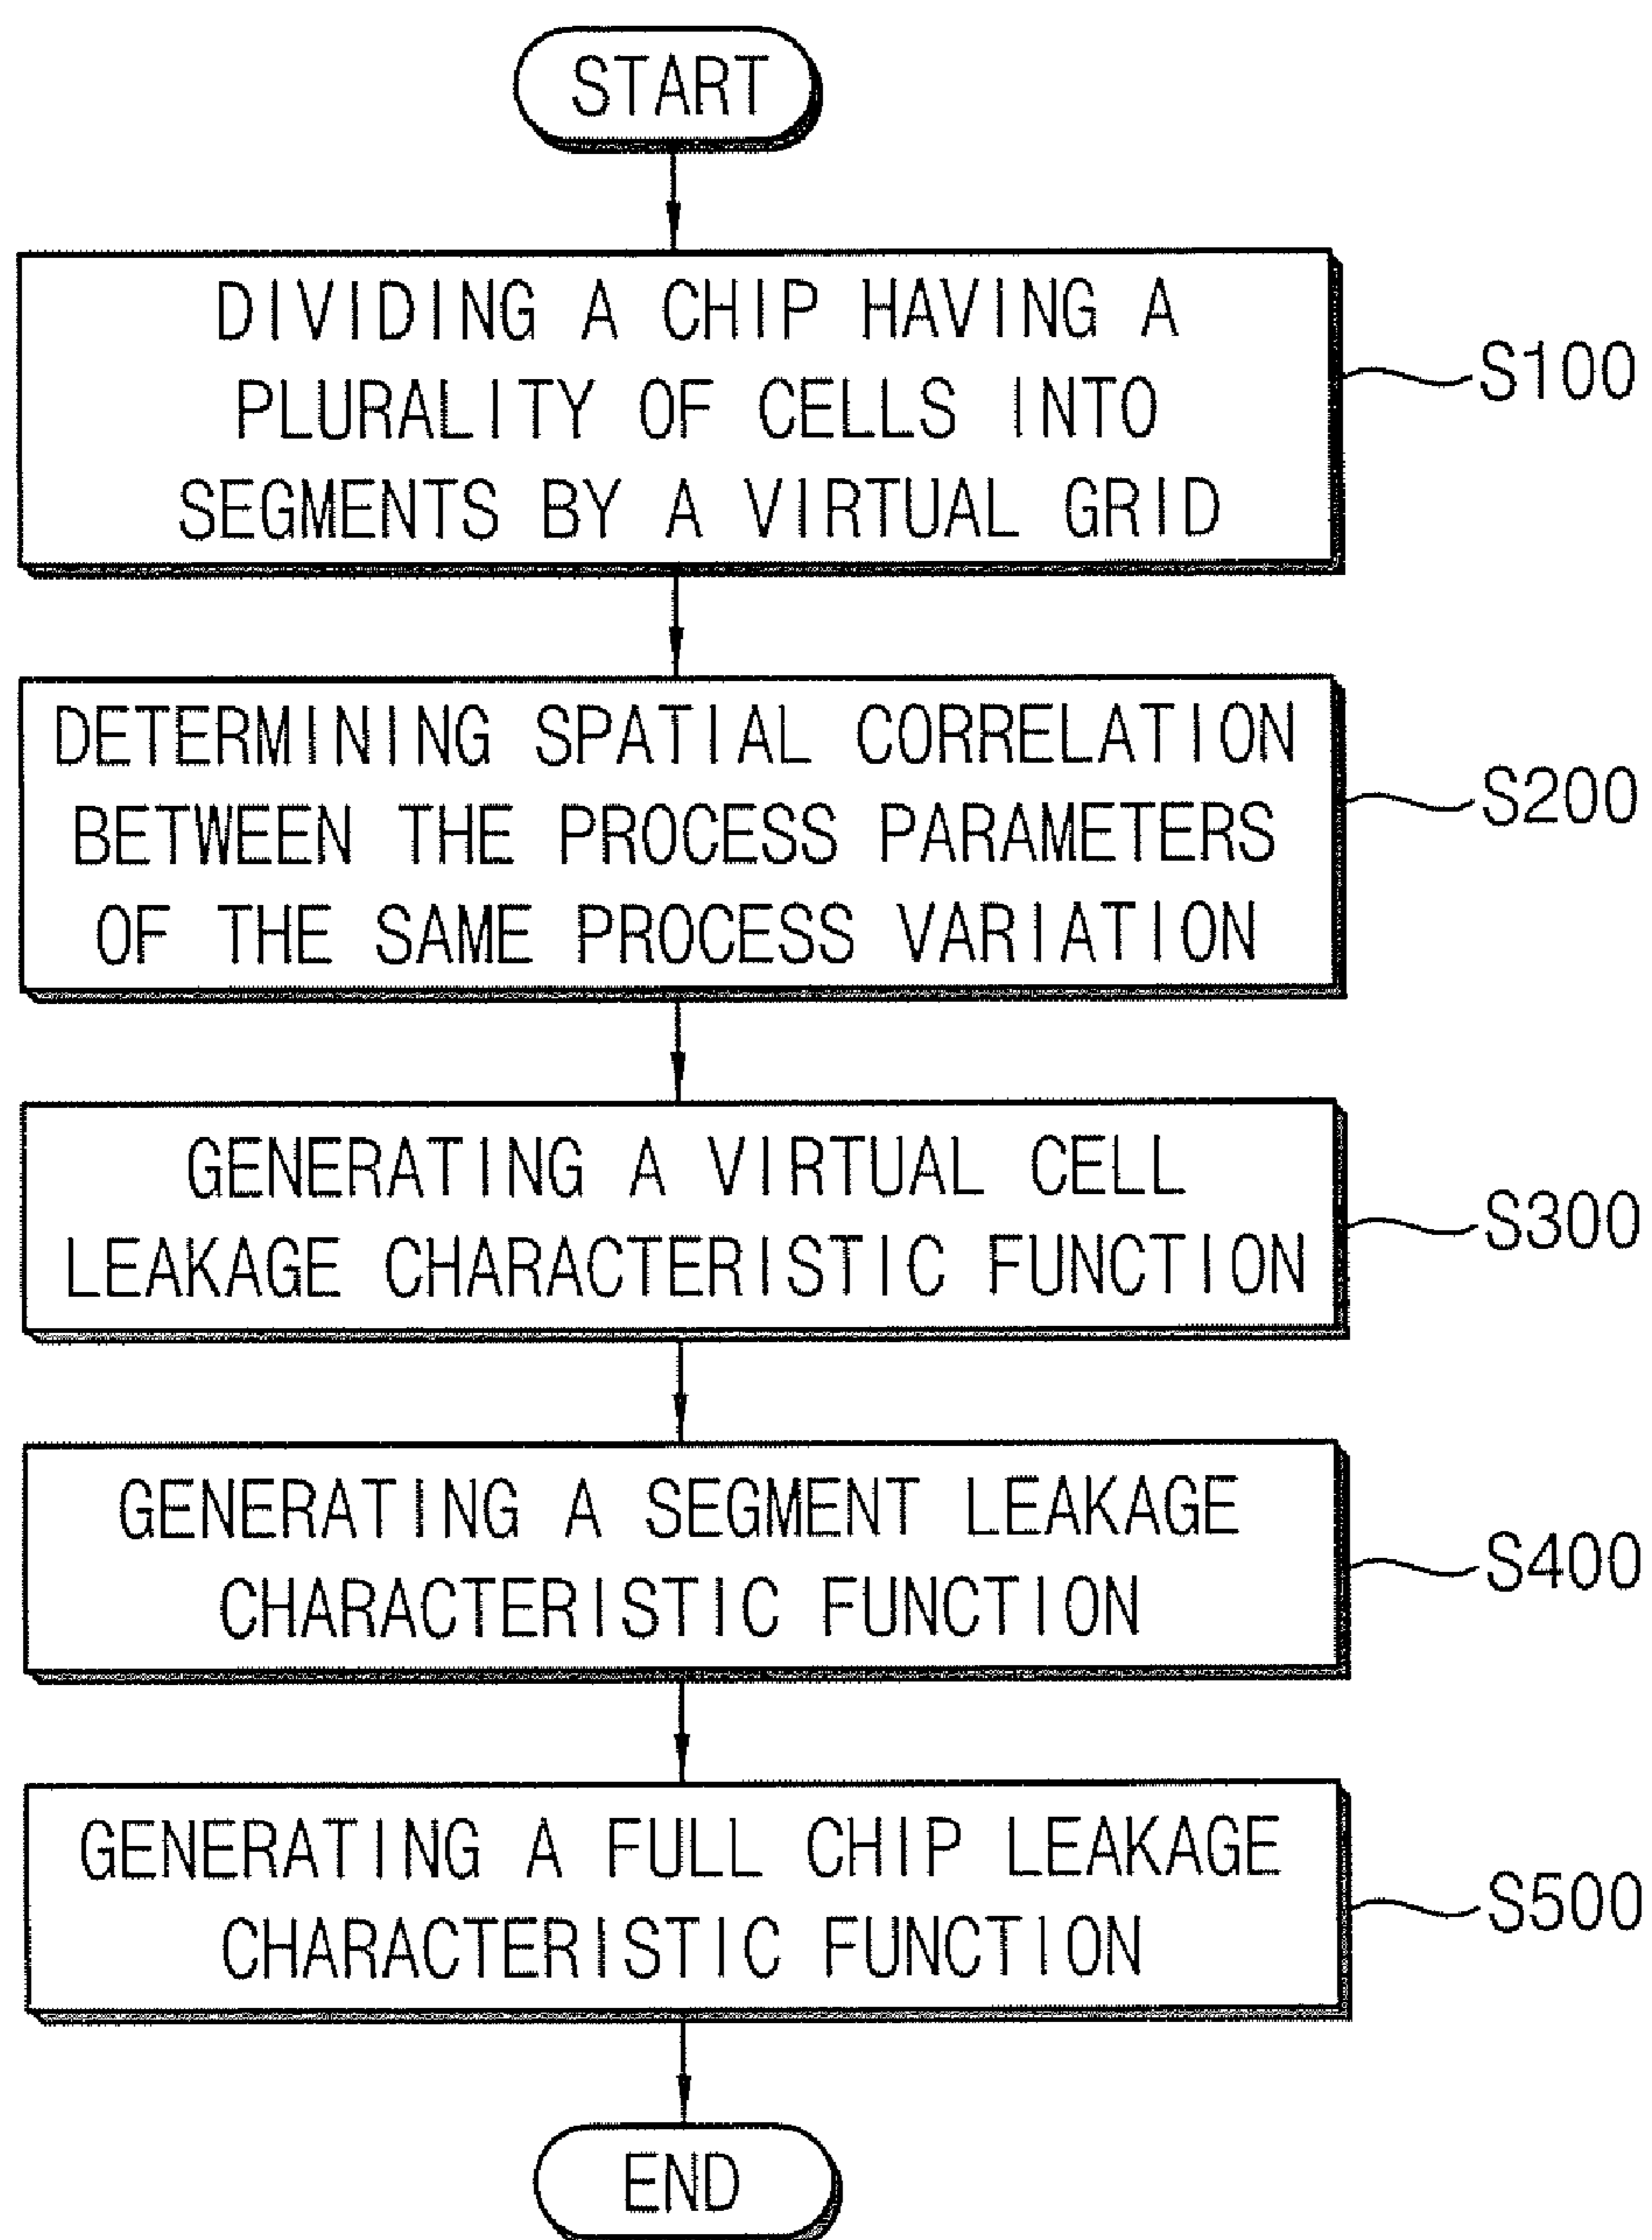 START
DIVIDING A CHIP HAVING A
PLURALITY OF CELLS INTO
SEGMENTS BY A VIRTUAL GRID
S100
DETERMINING SPATIAL CORRELATION
BETWEEN THE PROCESS PARAMETERS
OF THE SAME PROCESS VARIATION
S200
GENERATING A VIRTUAL CELL
LEAKAGE CHARACTERISTIC FUNCTION
S300
GENERATING A SEGMENT LEAKAGE
CHARACTERISTIC FUNCTION
S400
GENERATING A FULL CHIP LEAKAGE
CHARACTERISTIC FUNCTION
S500
END